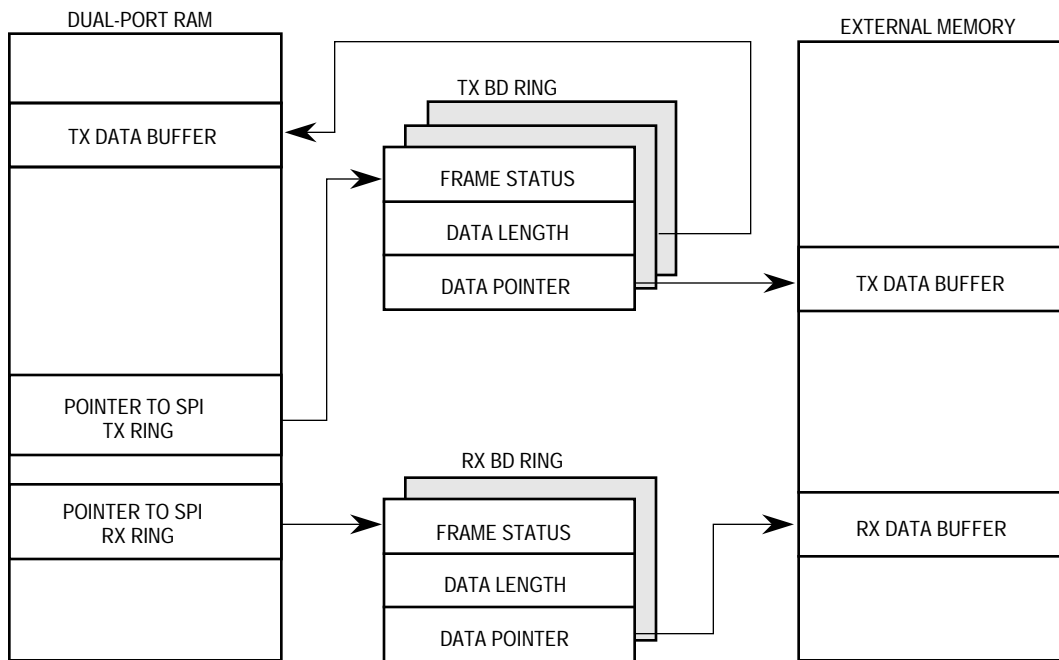 DUAL-PORT RAM
EXTERNAL MEMORY
TX BD RING
TX DATA BUFFER
FRAME STATUS
DATA LENGTH
DATA POINTER
TX DATA BUFFER
POINTER TO SPI
TX RING
RX BD RING
POINTER TO SPI
RX RING
FRAME STATUS
DATA LENGTH
DATA POINTER
RX DATA BUFFER